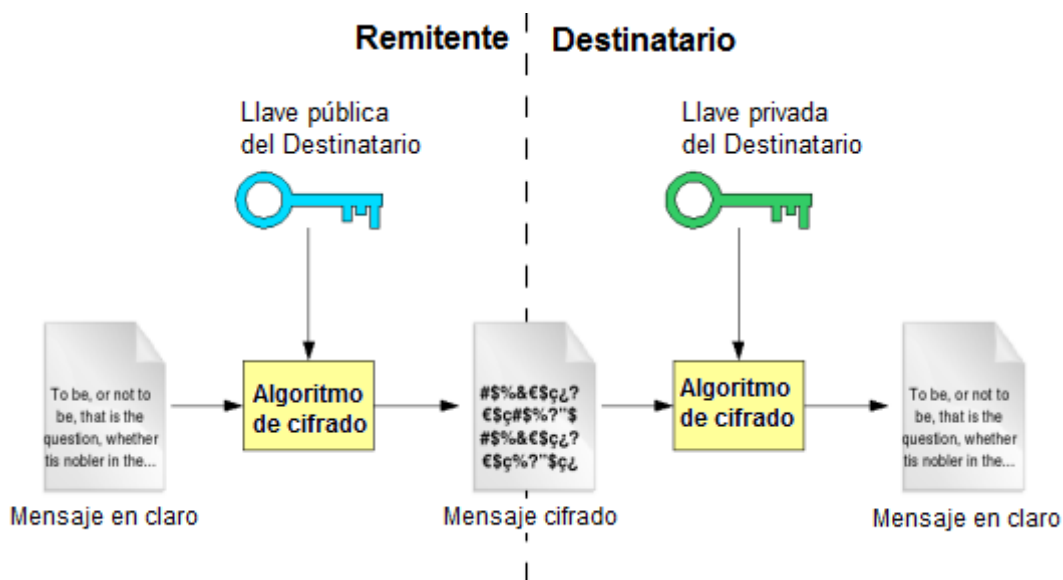 Remitente
Destinatario
Llave pública
del Destinatario
Llave privada
del Destinatario
To be, or not to
be, that is the
question, whether
tis nobler in the...
Algoritmo
de cifrado
#$%&€$ç¿?
€$ç#$%?"$
#$%&€$ç¿?
€$ç%?"$ç¿
Algoritmo
de cifrado
To be, or not to
be, that is the
question, whether
tis nobler in the...
Mensaje en claro
Mensaje cifrado
Mensaje en claro